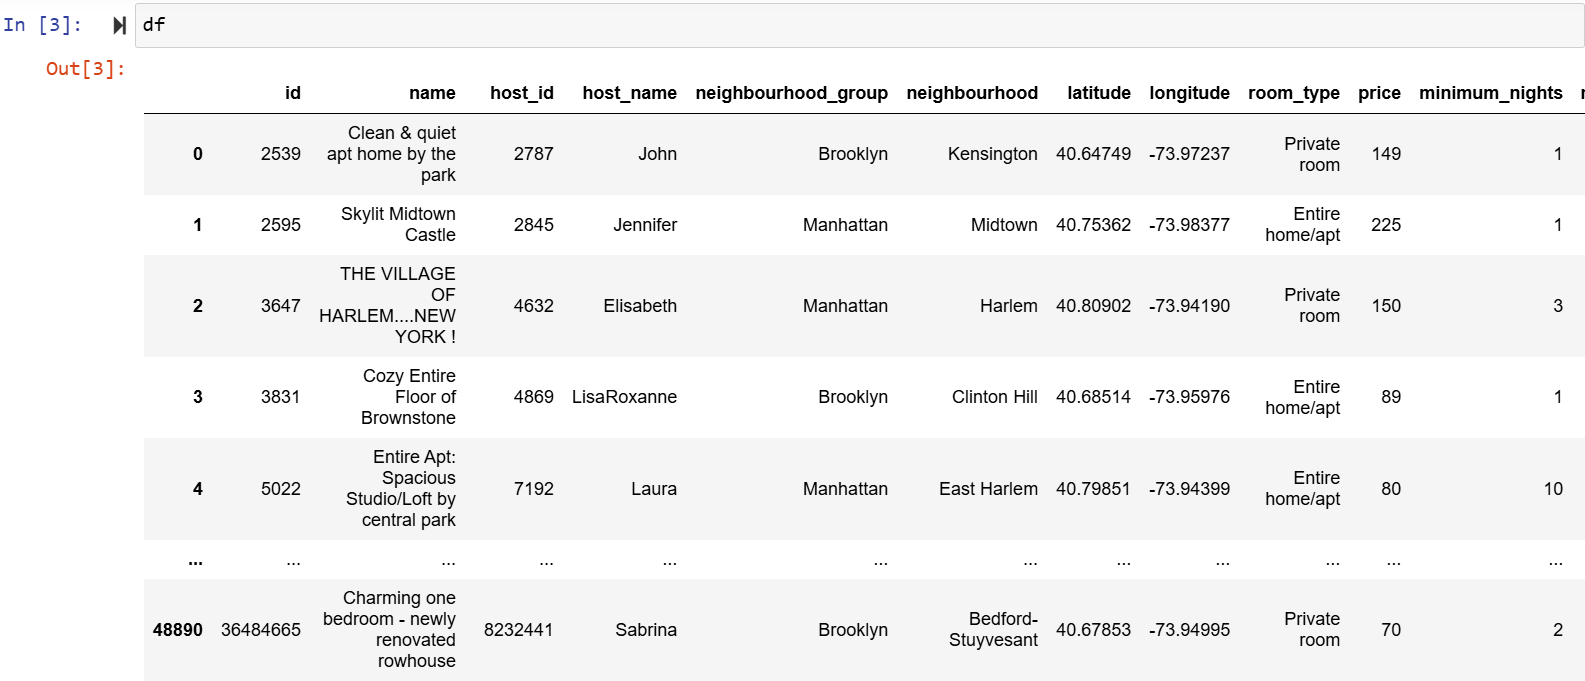 In [3]: df
Out[3]:
id name host_id host_name neighbourhood_group neighbourhood latitude longitude room_type price minimum_nights
0 2539 Clean & quiet apt home by the park 2787 John Brooklyn Kensington 40.64749 -73.97237 Private room 149 1
1 2595 Skylit Midtown Castle 2845 Jennifer Manhattan Midtown 40.75362 -73.98377 Entire home/apt 225 1
2 3647 THE VILLAGE OF HARLEM....NEW YORK ! 4632 Elisabeth Manhattan Harlem 40.80902 -73.94190 Private room 150 3
3 3831 Cozy Entire Floor of Brownstone 4869 LisaRoxanne Brooklyn Clinton Hill 40.68514 -73.95976 Entire home/apt 89 1
4 5022 Entire Apt: Spacious Studio/Loft by central park 7192 Laura Manhattan East Harlem 40.79851 -73.94399 Entire home/apt 80 10
... ... ... ... ... ... ... ... ... ... ... ...
48890 36484665 Charming one bedroom - newly renovated rowhouse 8232441 Sabrina Brooklyn Bedford-Stuyvesant 40.67853 -73.94995 Private room 70 2